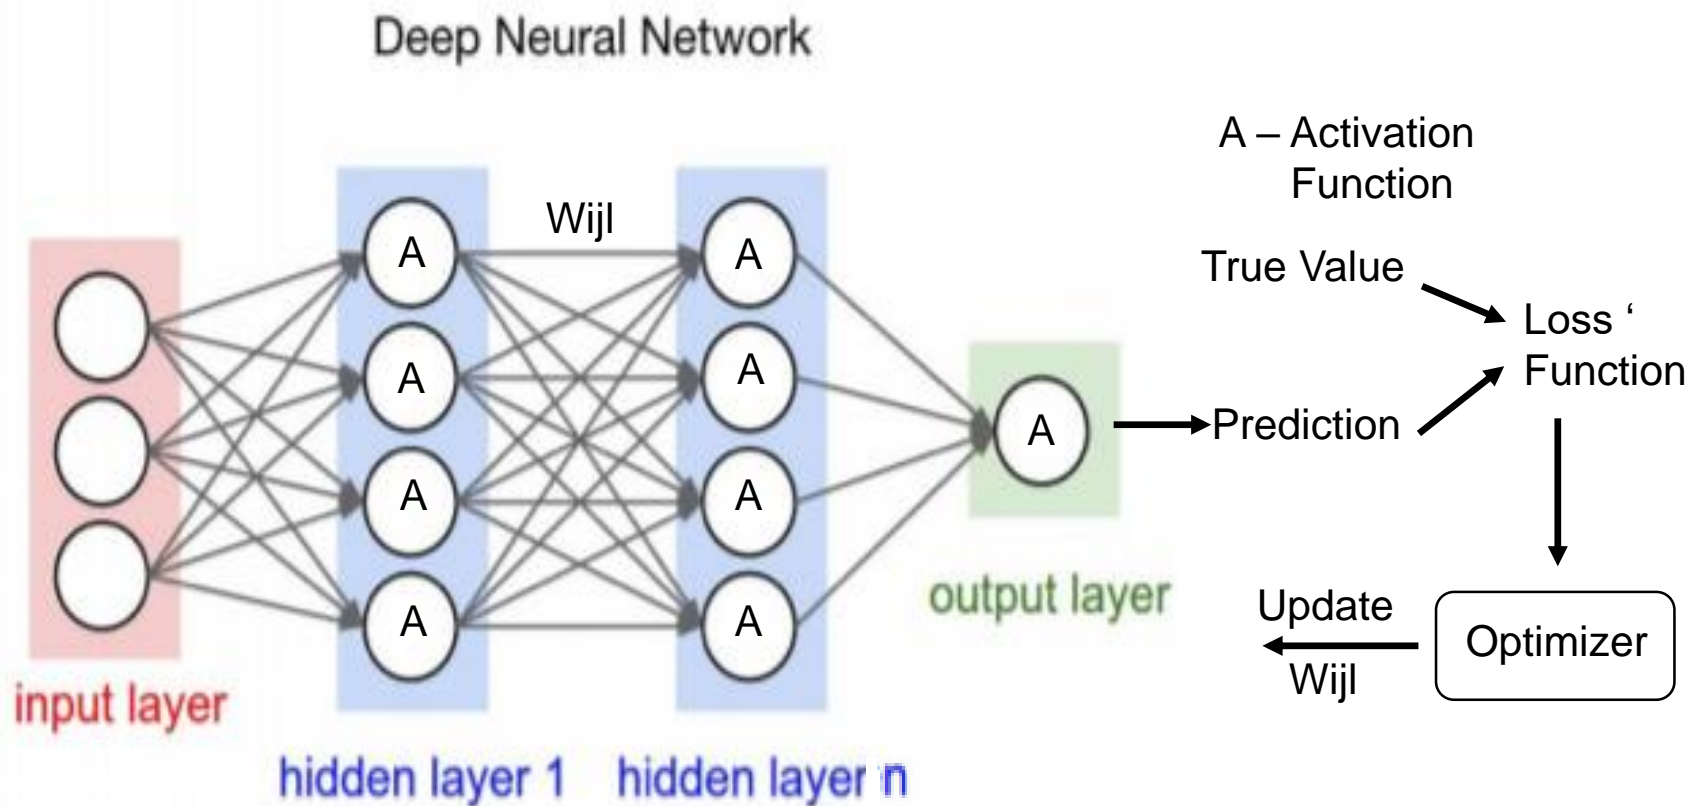 Deep Neural Network
A – Activation
Function
Wijl
A
A
A
A
A
A
A
A
A
True Value
Loss ‘
Function
Prediction
input layer
hidden layer 1
hidden layer n
output layer
Update
Wijl
Optimizer